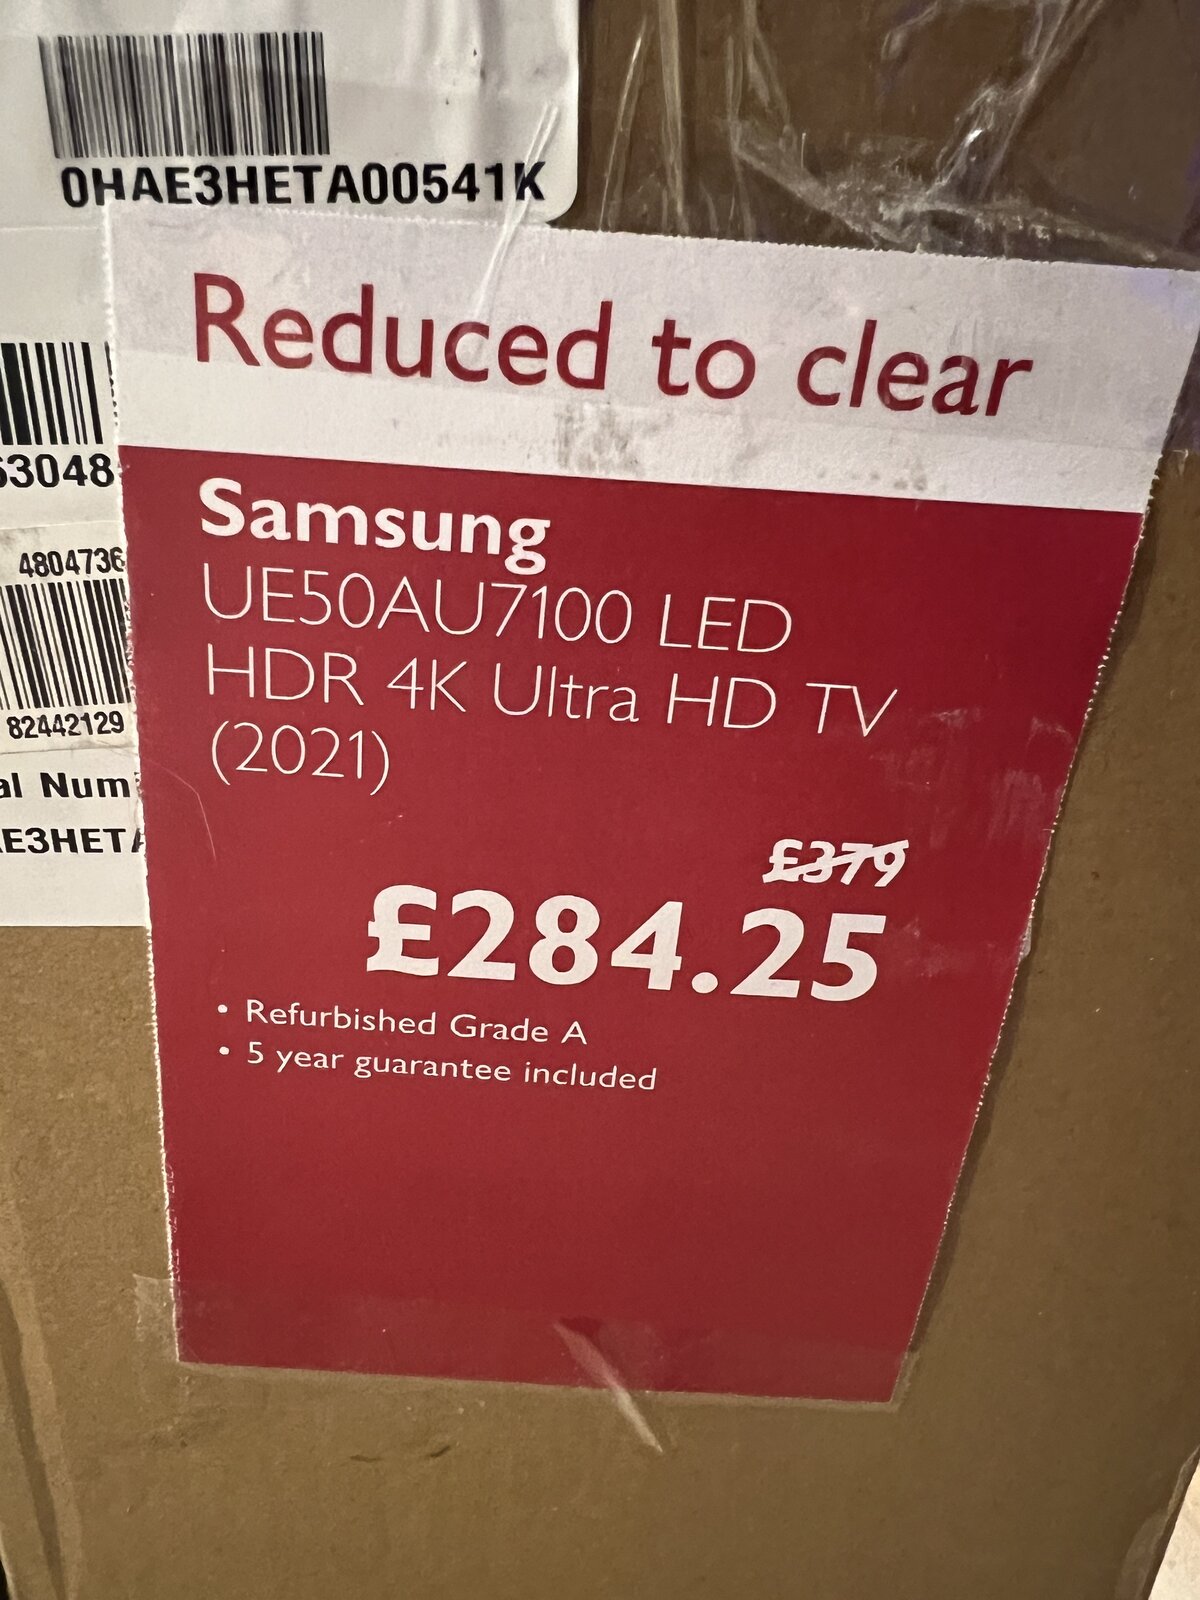 0HAE3HETA00541K
Reduced to clear
63048
4804736
82442129
Samsung
UE50AU7100 LED
HDR 4K Ultra HD TV
(2021)
al Num
E3HETA
£379
£284.25
• Refurbished Grade A
• 5 year guarantee included